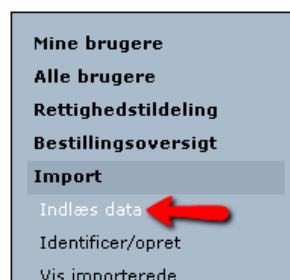 Mine brugere
Alle brugere
Rettighedstildeling
Bestillingsoversigt
Import
Indlæs data
Identificer/opret
Vis importerede